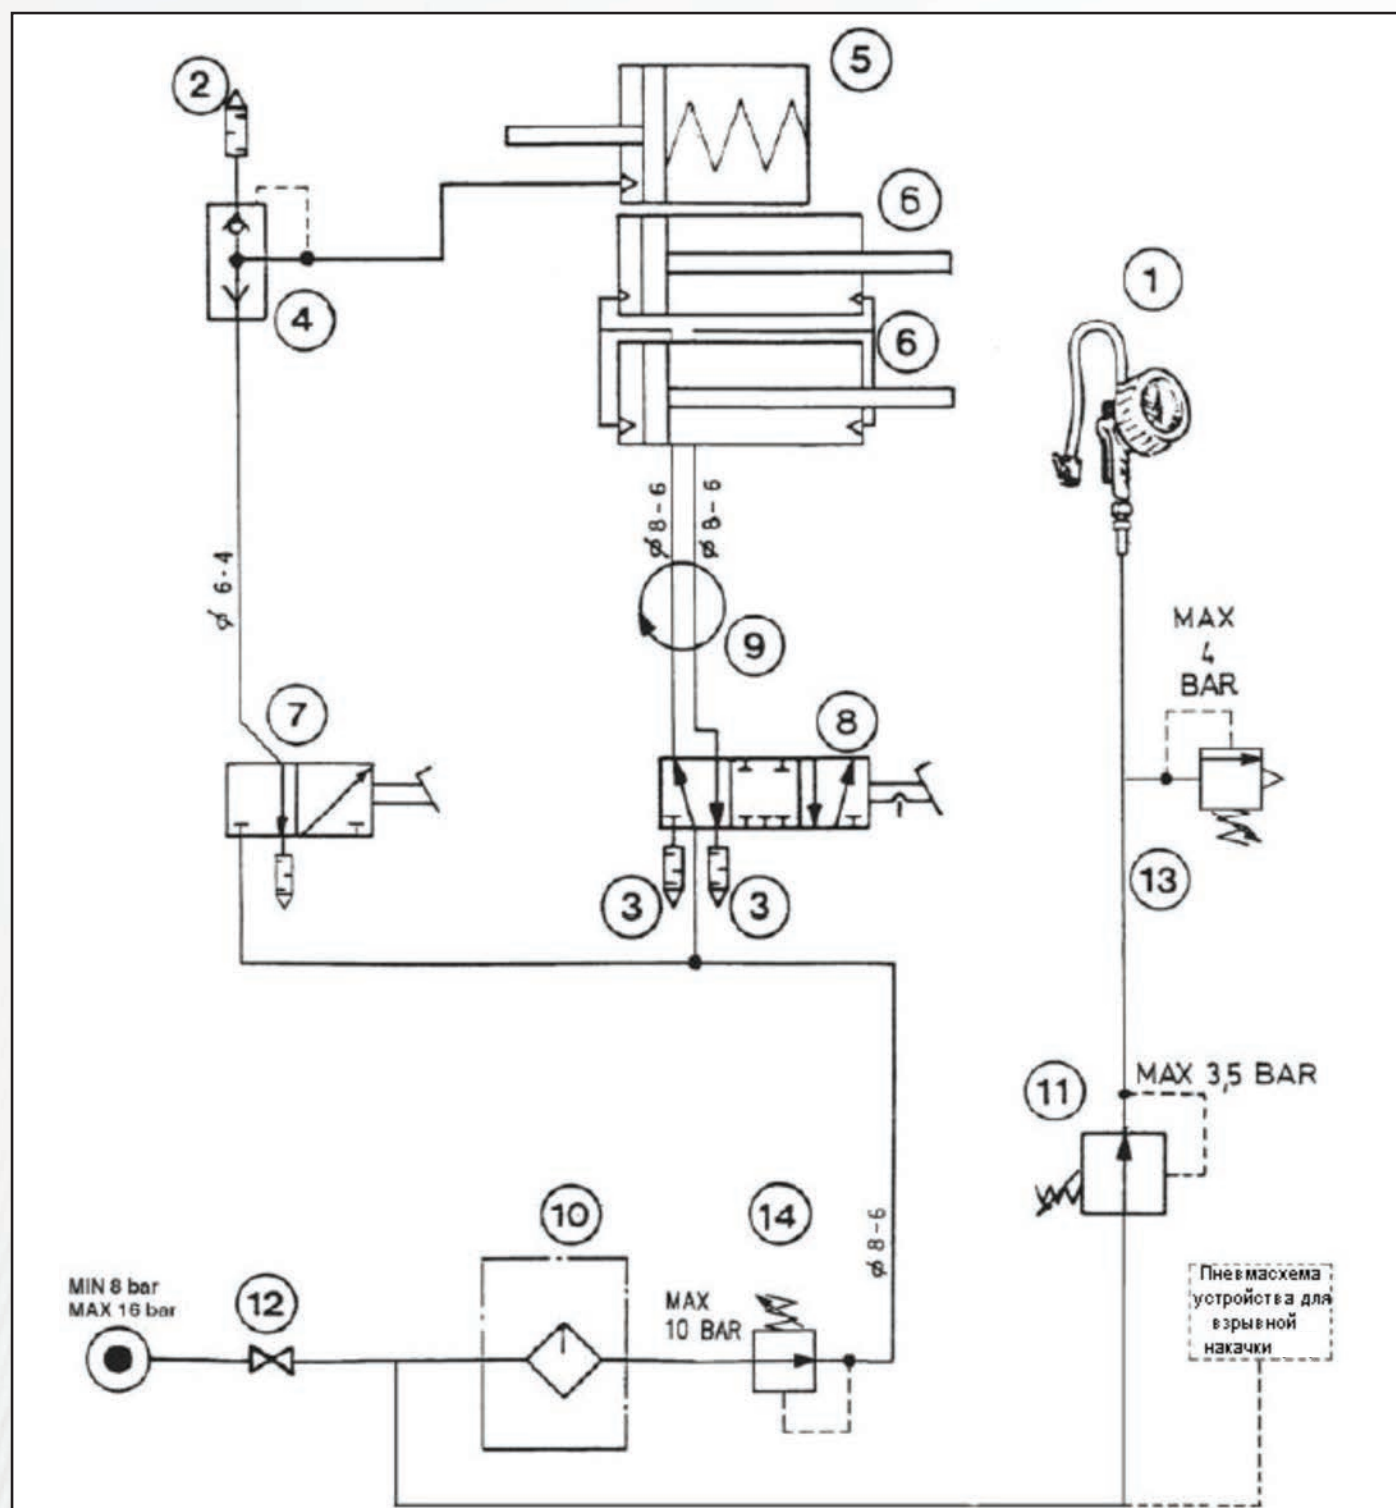 2
5
6
1
4
6
ø 8-6
ø 8-6
ø 6-4
9
MAX
4
BAR
7
8
3
3
13
11
MAX 3,5 BAR
10
14
ø 8-6
MIN 8 bar
MAX 16 bar
12
MAX
10 BAR
Пневмасхема
устройства для
взрывной
накачки